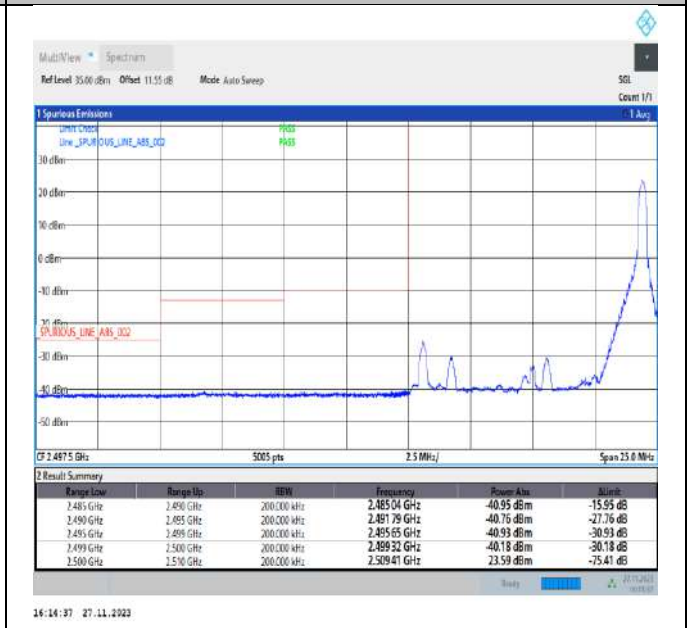 MultiView Spectrum
Ref Level 35.00 dBm Offset 11.55 dB Mode Auto Sweep SGL
Count 1/1
1 Spurious Emissions 1 Avg
Limit Check PASS
Line _SPURIOUS_LINE_ABS_002 PASS
30 dBm
20 dBm
10 dBm
0 dBm
-10 dBm
-20 dBm
_SPURIOUS_LINE_ABS_002
-30 dBm
-40 dBm
-50 dBm
CF 2.4975 GHz 5005 pts 2.5 MHz/ Span 25.0 MHz
2 Result Summary
Range Low Range Up RBW Frequency Power Abs ΔLimit
2.485 GHz 2.490 GHz 200.000 kHz 2.48504 GHz -40.95 dBm -15.95 dB
2.490 GHz 2.495 GHz 200.000 kHz 2.49179 GHz -40.76 dBm -27.76 dB
2.495 GHz 2.499 GHz 200.000 kHz 2.49565 GHz -40.93 dBm -30.93 dB
2.499 GHz 2.500 GHz 200.000 kHz 2.49932 GHz -40.18 dBm -30.18 dB
2.500 GHz 2.510 GHz 200.000 kHz 2.50941 GHz 23.59 dBm -75.41 dB
Ready 27.11.2023
16:14:37
16:14:37 27.11.2023